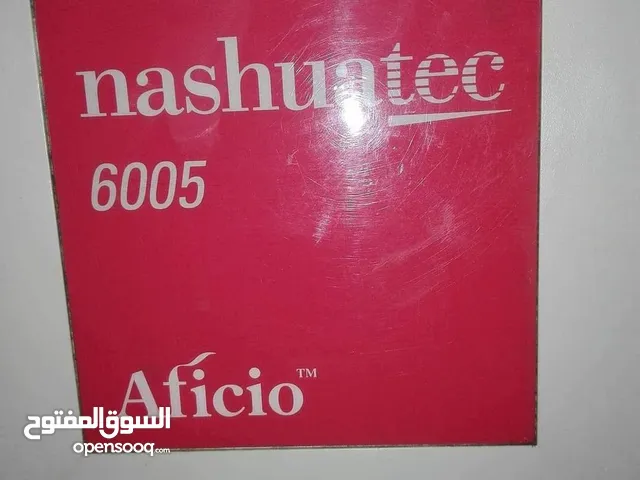 nashuatec
6005
Aficio™
السوق المفتوح
opensooq.com